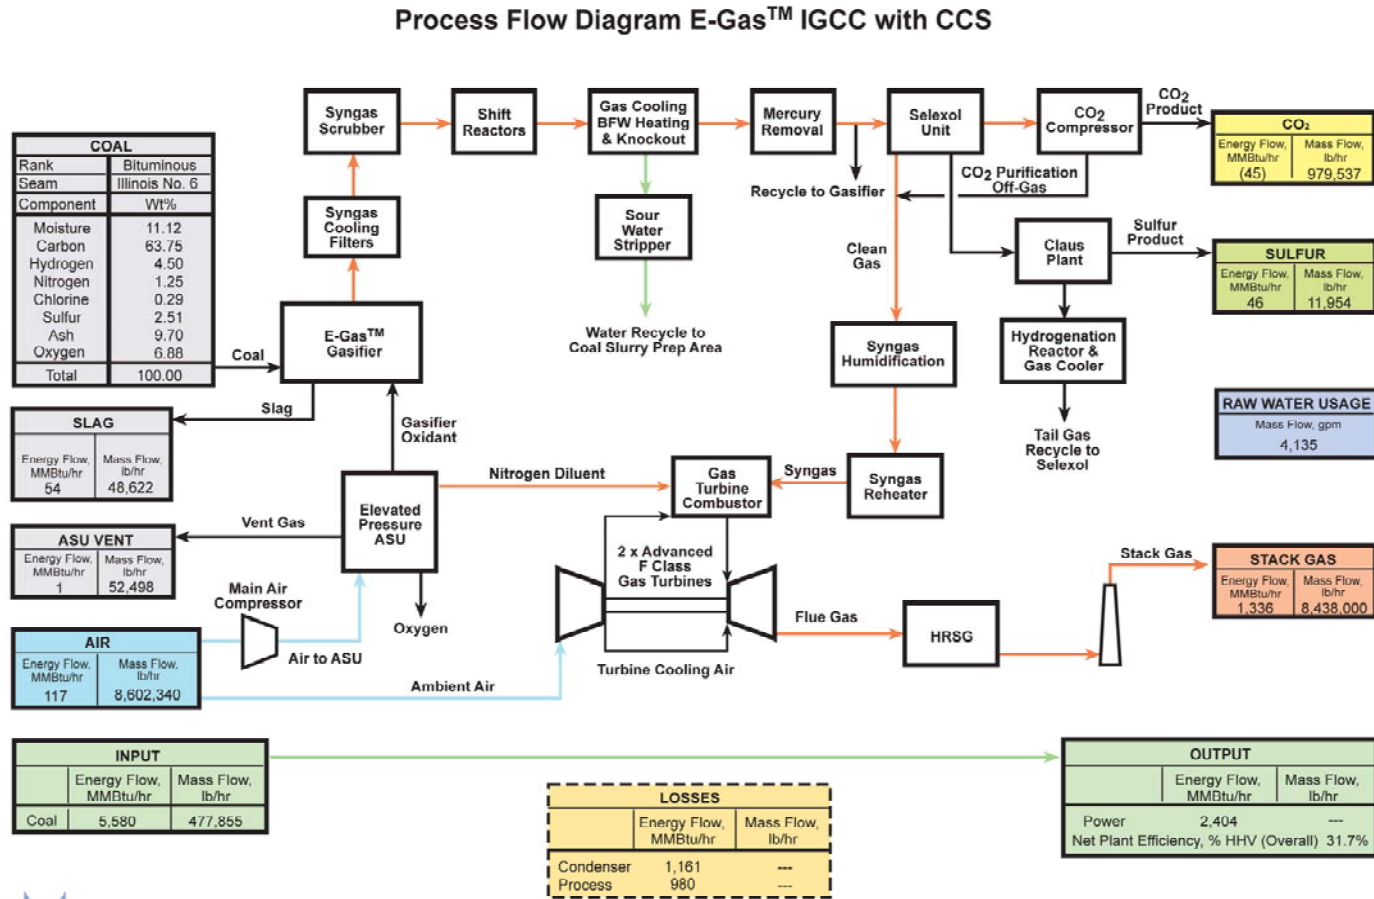 Process Flow Diagram E-Gas™ IGCC with CCS
Syngas
Scrubber
Shift
Reactors
Gas Cooling
BFW Heating
& Knockout
Mercury
Removal
Selexol
Unit
CO₂
Compressor
CO₂
Product
CO₂
Energy Flow, Mass Flow,
MMBtu/hr lb/hr
(45) 979,537
COAL
Rank Bituminous
Seam Illinois No. 6
Component Wt%
Moisture 11.12
Carbon 63.75
Hydrogen 4.50
Nitrogen 1.25
Chlorine 0.29
Sulfur 2.51
Ash 9.70
Oxygen 6.88
Total 100.00
Recycle to Gasifier
CO₂ Purification
Off-Gas
Syngas
Cooling
Filters
Sour
Water
Stripper
Clean
Gas
Claus
Plant
Sulfur
Product
SULFUR
Energy Flow, Mass Flow,
MMBtu/hr lb/hr
46 11,954
Coal
E-Gas™
Gasifier
Water Recycle to
Coal Slurry Prep Area
Syngas
Humidification
Hydrogenation
Reactor &
Gas Cooler
Slag
SLAG
Energy Flow, Mass Flow,
MMBtu/hr lb/hr
54 48,622
Gasifier
Oxidant
Tail Gas
Recycle to
Selexol
RAW WATER USAGE
Mass Flow, gpm
4,135
Elevated
Pressure
ASU
Nitrogen Diluent
Gas
Turbine
Combustor
Syngas
Syngas
Reheater
Vent Gas
ASU VENT
Energy Flow, Mass Flow,
MMBtu/hr lb/hr
1 52,498
2 x Advanced
F Class
Gas Turbines
Stack Gas
STACK GAS
Energy Flow, Mass Flow,
MMBtu/hr lb/hr
1,336 8,438,000
Main Air
Compressor
Oxygen
Flue Gas
HRSG
AIR
Energy Flow, Mass Flow,
MMBtu/hr lb/hr
117 8,602,340
Air to ASU
Turbine Cooling Air
Ambient Air
INPUT
Energy Flow, Mass Flow,
MMBtu/hr lb/hr
Coal 5,580 477,855
LOSSES
Energy Flow, Mass Flow,
MMBtu/hr lb/hr
Condenser 1,161 ---
Process 980 ---
OUTPUT
Energy Flow, Mass Flow,
MMBtu/hr lb/hr
Power 2,404 ---
Net Plant Efficiency, % HHV (Overall) 31.7%